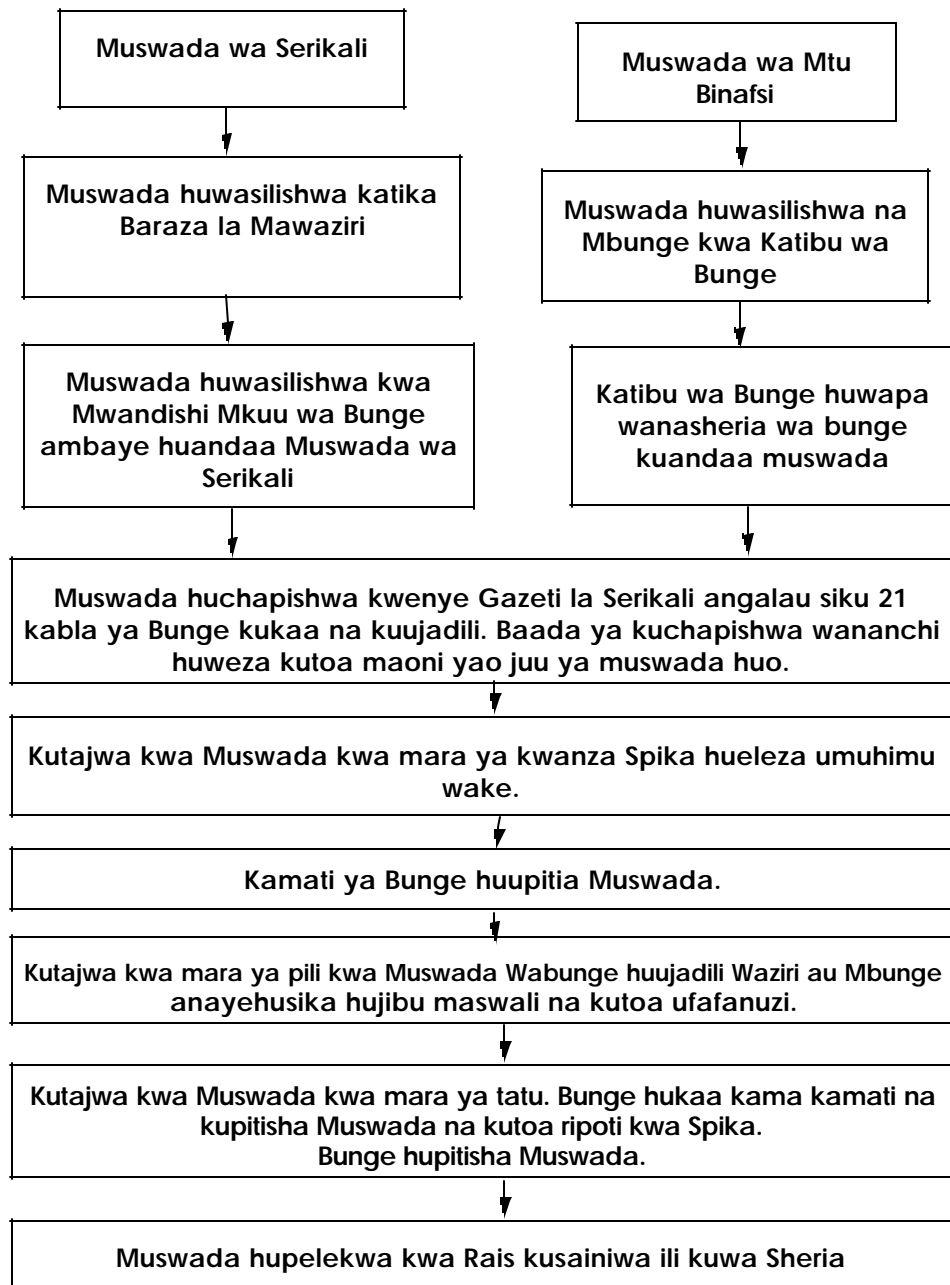 Muswada wa Serikali
Muswada wa Mtu
Binafsi
Muswada huwasilishwa katika
Baraza la Mawaziri
Muswada huwasilishwa na
Mbunge kwa Katibu wa
Bunge
Muswada huwasilishwa kwa
Mwandishi Mkuu wa Bunge
ambaye huandaa Muswada wa
Serikali
Katibu wa Bunge huwapa
wanasheria wa bunge
kuandaa muswada
Muswada huchapishwa kwenye Gazeti la Serikali angalau siku 21
kabla ya Bunge kukaa na kuujadili. Baada ya kuchapishwa wananchi
huweza kutoa maoni yao juu ya muswada huo.
Kutajwa kwa Muswada kwa mara ya kwanza Spika hueleza umuhimu
wake.
Kamati ya Bunge huupitia Muswada.
Kutajwa kwa mara ya pili kwa Muswada Wabunge huujadili Waziri au Mbunge
anayehusika hujibu maswali na kutoa ufafanuzi.
Kutajwa kwa Muswada kwa mara ya tatu. Bunge hukaa kama kamati na
kupitisha Muswada na kutoa ripoti kwa Spika.
Bunge hupitisha Muswada.
Muswada hupelekwa kwa Rais kusainiwa ili kuwa Sheria